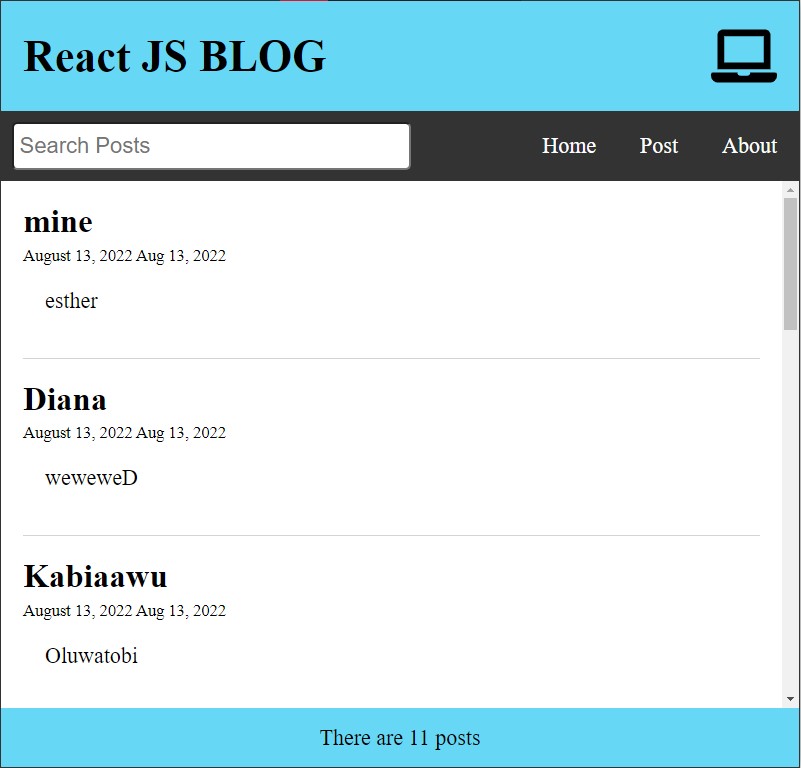 React JS BLOG
Search Posts
Home Post About
mine
August 13, 2022 Aug 13, 2022
esther
Diana
August 13, 2022 Aug 13, 2022
weweweD
Kabiaawu
August 13, 2022 Aug 13, 2022
Oluwatobi
There are 11 posts